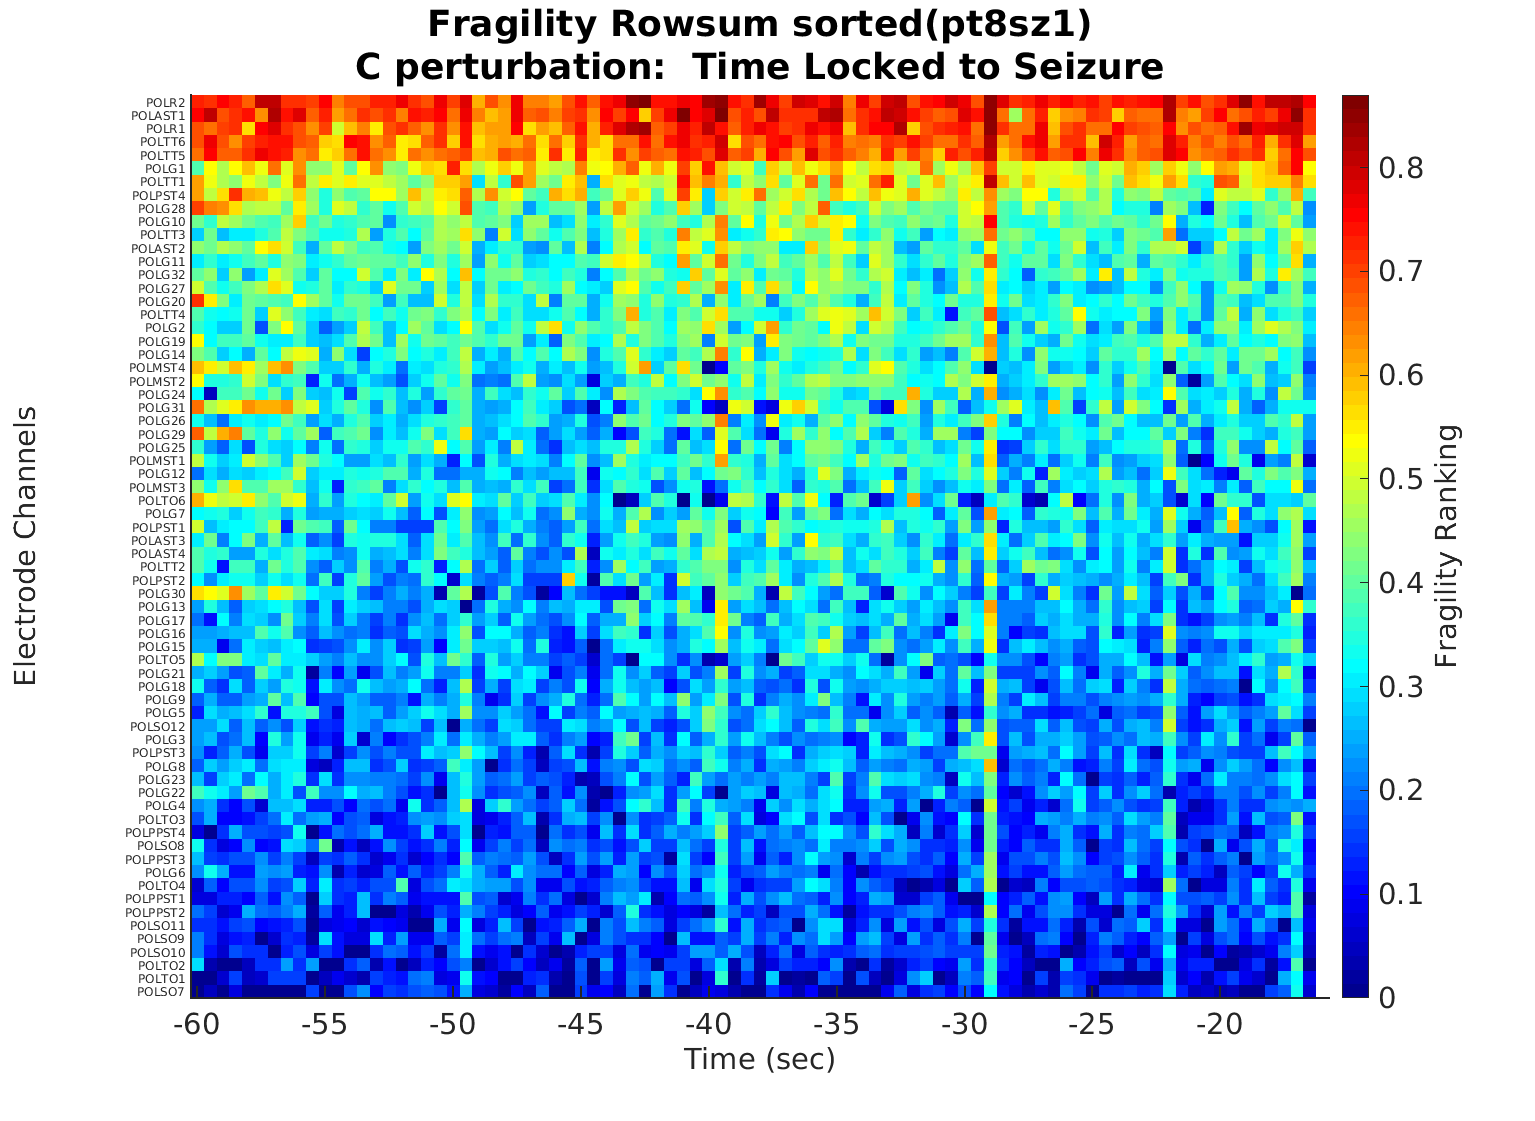 Fragility Rowsum sorted(pt8sz1)
C perturbation: Time Locked to Seizure
Electrode Channels
POLR2
POLAST1
POLR1
POLTT6
POLTT5
POLG1
POLTT1
POLPST4
POLG28
POLG10
POLTT3
POLAST2
POLG11
POLG32
POLG27
POLG20
POLTT4
POLG2
POLG19
POLG14
POLMST4
POLMST2
POLG24
POLG31
POLG26
POLG29
POLG25
POLMST1
POLG12
POLMST3
POLTO6
POLG7
POLPST1
POLAST3
POLAST4
POLTT2
POLPST2
POLG30
POLG13
POLG17
POLG16
POLG15
POLTO5
POLG21
POLG18
POLG9
POLG5
POLSO12
POLG3
POLPST3
POLG8
POLG23
POLG22
POLG4
POLTO3
POLPPST4
POLSO8
POLPPST3
POLG6
POLTO4
POLPPST1
POLPPST2
POLSO11
POLSO9
POLSO10
POLTO2
POLTO1
POLSO7
-60 -55 -50 -45 -40 -35 -30 -25 -20
Time (sec)
0.8
0.7
0.6
0.5
0.4
0.3
0.2
0.1
0
Fragility Ranking